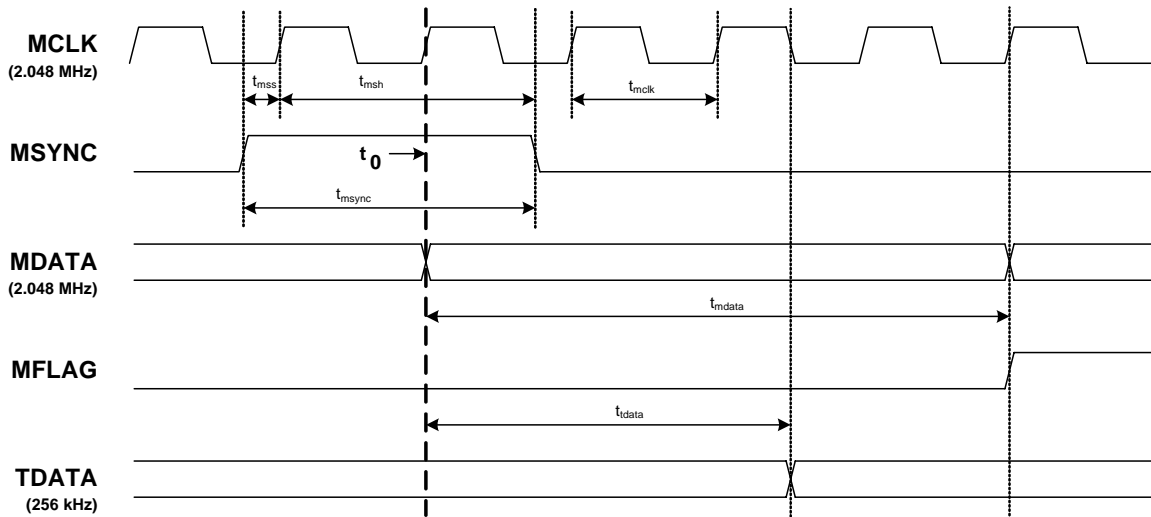 MCLK
(2.048 MHz)
tmss
tmsh
tmclk
MSYNC
t0
tmsync
MDATA
(2.048 MHz)
tmdata
MFLAG
ttdata
TDATA
(256 kHz)